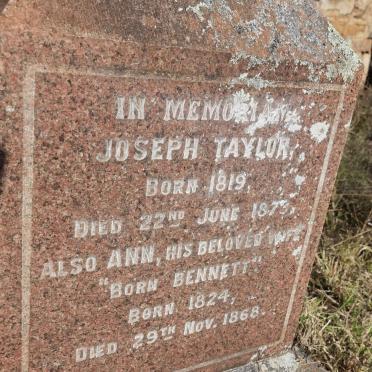 IN MEMORIAM
JOSEPH TAYLOR,
BORN 1819,
DIED 22ND JUNE
ALSO ANN, HIS BELOVED WIFE
"BORN BENNETT"
BORN 1824,
DIED 29TH NOV. 1868.